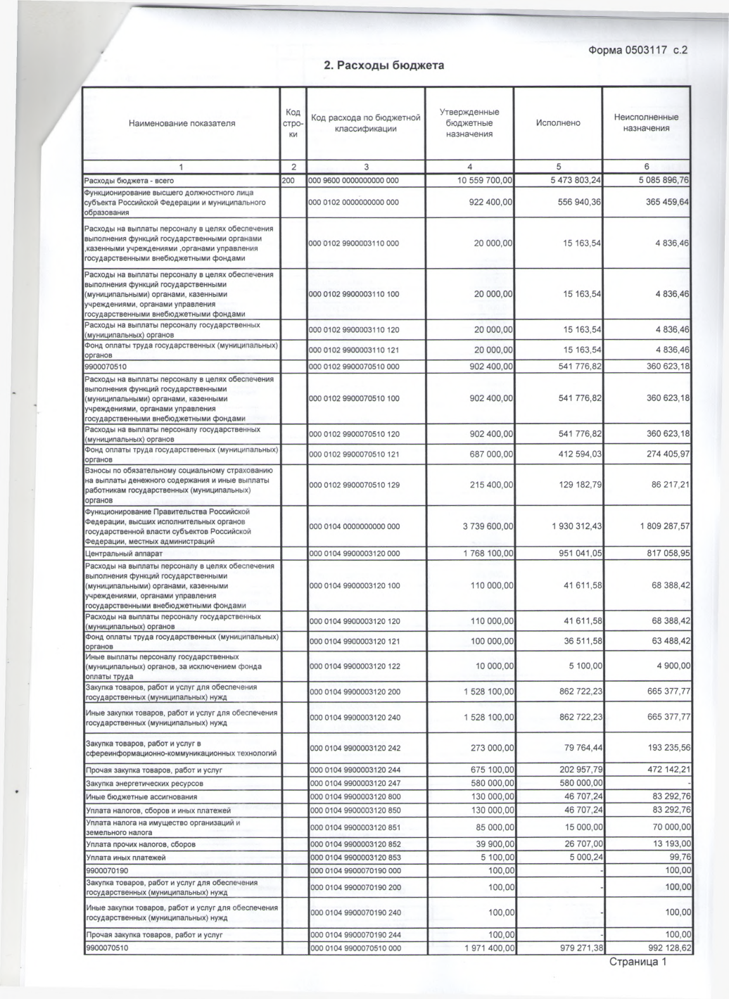 Форма 0503117 с.2
2. Расходы бюджета
Наименование показателя
Код
стро-
ки
Код расхода по бюджетной
классификации
Утвержденные
бюджетные
назначения
Исполнено
Неисполненные
назначения
1 2 3 4 5 6
Расходы бюджета - всего 200 000 9600 0000000000 000 10 559 700,00 5 473 803,24 5 085 896,76
Функционирование высшего должностного лица
субъекта Российской Федерации и муниципального
образования
000 0102 0000000000 000 922 400,00 556 940,36 365 459,64
Расходы на выплаты персоналу в целях обеспечения
выполнения функций государственными органами
,казенными учреждениями ,органами управления
государственными внебюджетными фондами
000 0102 9900003110 000 20 000,00 15 163,54 4 836,46
Расходы на выплаты персоналу в целях обеспечения
выполнения функций государственными
(муниципальными) органами, казенными
учреждениями, органами управления
государственными внебюджетными фондами
000 0102 9900003110 100 20 000,00 15 163,54 4 836,46
Расходы на выплаты персоналу государственных
(муниципальных) органов
000 0102 9900003110 120 20 000,00 15 163,54 4 836,46
Фонд оплаты труда государственных (муниципальных)
органов
000 0102 9900003110 121 20 000,00 15 163,54 4 836,46
9900070510 000 0102 9900070510 000 902 400,00 541 776,82 360 623,18
Расходы на выплаты персоналу в целях обеспечения
выполнения функций государственными
(муниципальными) органами, казенными
учреждениями, органами управления
государственными внебюджетными фондами
000 0102 9900070510 100 902 400,00 541 776,82 360 623,18
Расходы на выплаты персоналу государственных
(муниципальных) органов
000 0102 9900070510 120 902 400,00 541 776,82 360 623,18
Фонд оплаты труда государственных (муниципальных)
органов
000 0102 9900070510 121 687 000,00 412 594,03 274 405,97
Взносы по обязательному социальному страхованию
на выплаты денежного содержания и иные выплаты
работникам государственных (муниципальных)
органов
000 0102 9900070510 129 215 400,00 129 182,79 86 217,21
Функционирование Правительства Российской
Федерации, высших исполнительных органов
государственной власти субъектов Российской
Федерации, местных администраций
000 0104 0000000000 000 3 739 600,00 1 930 312,43 1 809 287,57
Центральный аппарат 000 0104 9900003120 000 1 768 100,00 951 041,05 817 058,95
Расходы на выплаты персоналу в целях обеспечения
выполнения функций государственными
(муниципальными) органами, казенными
учреждениями, органами управления
государственными внебюджетными фондами
000 0104 9900003120 100 110 000,00 41 611,58 68 388,42
Расходы на выплаты персоналу государственных
(муниципальных) органов
000 0104 9900003120 120 110 000,00 41 611,58 68 388,42
Фонд оплаты труда государственных (муниципальных)
органов
000 0104 9900003120 121 100 000,00 36 511,58 63 488,42
Иные выплаты персоналу государственных
(муниципальных) органов, за исключением фонда
оплаты труда
000 0104 9900003120 122 10 000,00 5 100,00 4 900,00
Закупка товаров, работ и услуг для обеспечения
государственных (муниципальных) нужд
000 0104 9900003120 200 1 528 100,00 862 722,23 665 377,77
Иные закупки товаров, работ и услуг для обеспечения
государственных (муниципальных) нужд
000 0104 9900003120 240 1 528 100,00 862 722,23 665 377,77
Закупка товаров, работ и услуг в
сфереинформационно-коммуникационных технологий
000 0104 9900003120 242 273 000,00 79 764,44 193 235,56
Прочая закупка товаров, работ и услуг 000 0104 9900003120 244 675 100,00 202 957,79 472 142,21
Закупка энергетических ресурсов 000 0104 9900003120 247 580 000,00 580 000,00 -
Иные бюджетные ассигнования 000 0104 9900003120 800 130 000,00 46 707,24 83 292,76
Уплата налогов, сборов и иных платежей 000 0104 9900003120 850 130 000,00 46 707,24 83 292,76
Уплата налога на имущество организаций и
земельного налога
000 0104 9900003120 851 85 000,00 15 000,00 70 000,00
Уплата прочих налогов, сборов 000 0104 9900003120 852 39 900,00 26 707,00 13 193,00
Уплата иных платежей 000 0104 9900003120 853 5 100,00 5 000,24 99,76
9900070190 000 0104 9900070190 000 100,00 - 100,00
Закупка товаров, работ и услуг для обеспечения
государственных (муниципальных) нужд
000 0104 9900070190 200 100,00 - 100,00
Иные закупки товаров, работ и услуг для обеспечения
государственных (муниципальных) нужд
000 0104 9900070190 240 100,00 - 100,00
Прочая закупка товаров, работ и услуг 000 0104 9900070190 244 100,00 - 100,00
9900070510 000 0104 9900070510 000 1 971 400,00 979 271,38 992 128,62
Страница 1